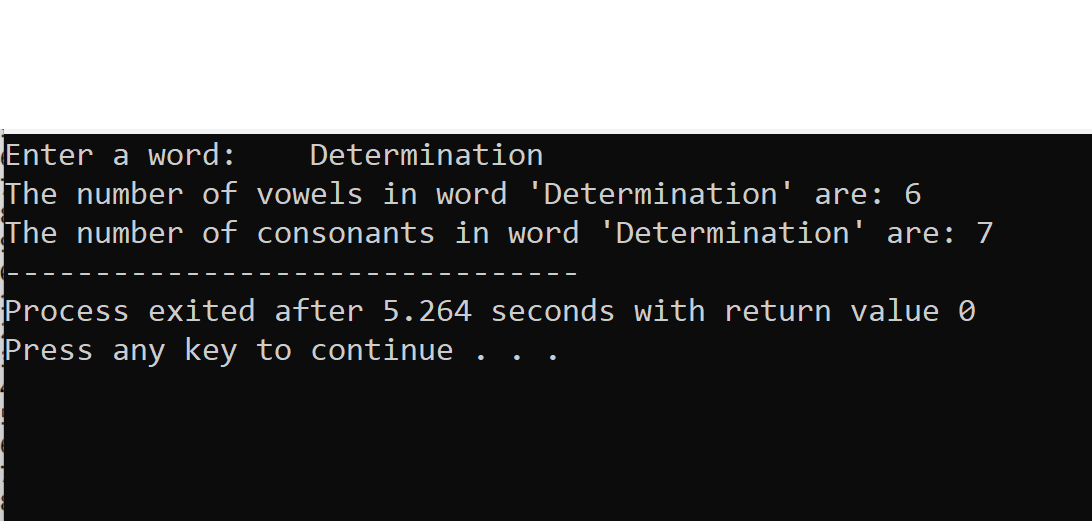 Enter a word:    Determination
The number of vowels in word 'Determination' are: 6
The number of consonants in word 'Determination' are: 7
--------------------------------
Process exited after 5.264 seconds with return value 0
Press any key to continue . . .